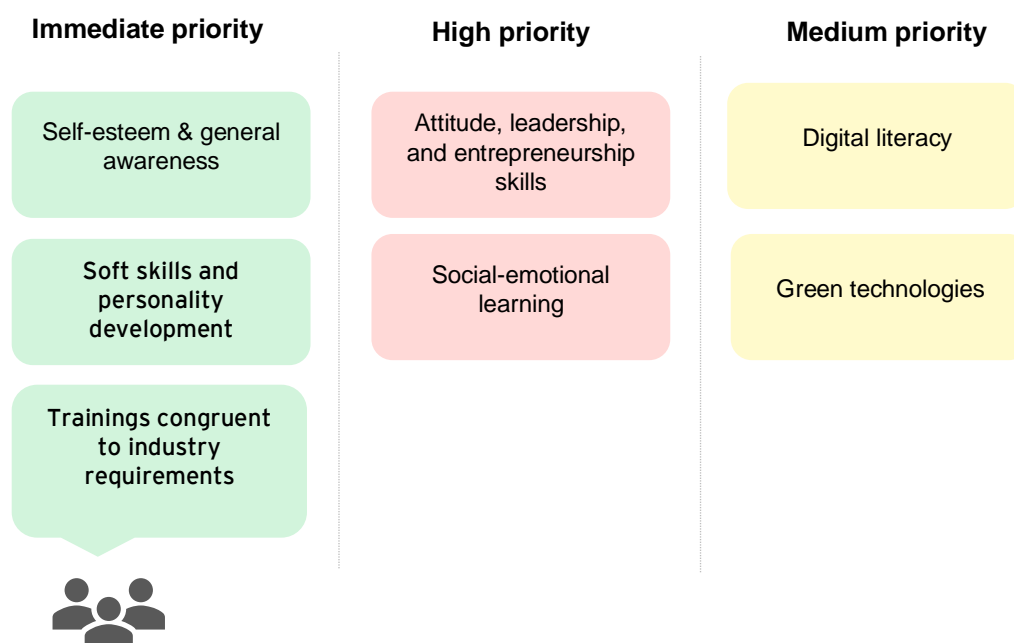 Immediate priority
Self-esteem & general
awareness
Soft skills and
personality
development
Trainings congruent
to industry
requirements
High priority
Attitude, leadership,
and entrepreneurship
skills
Social-emotional
learning
Medium priority
Digital literacy
Green technologies